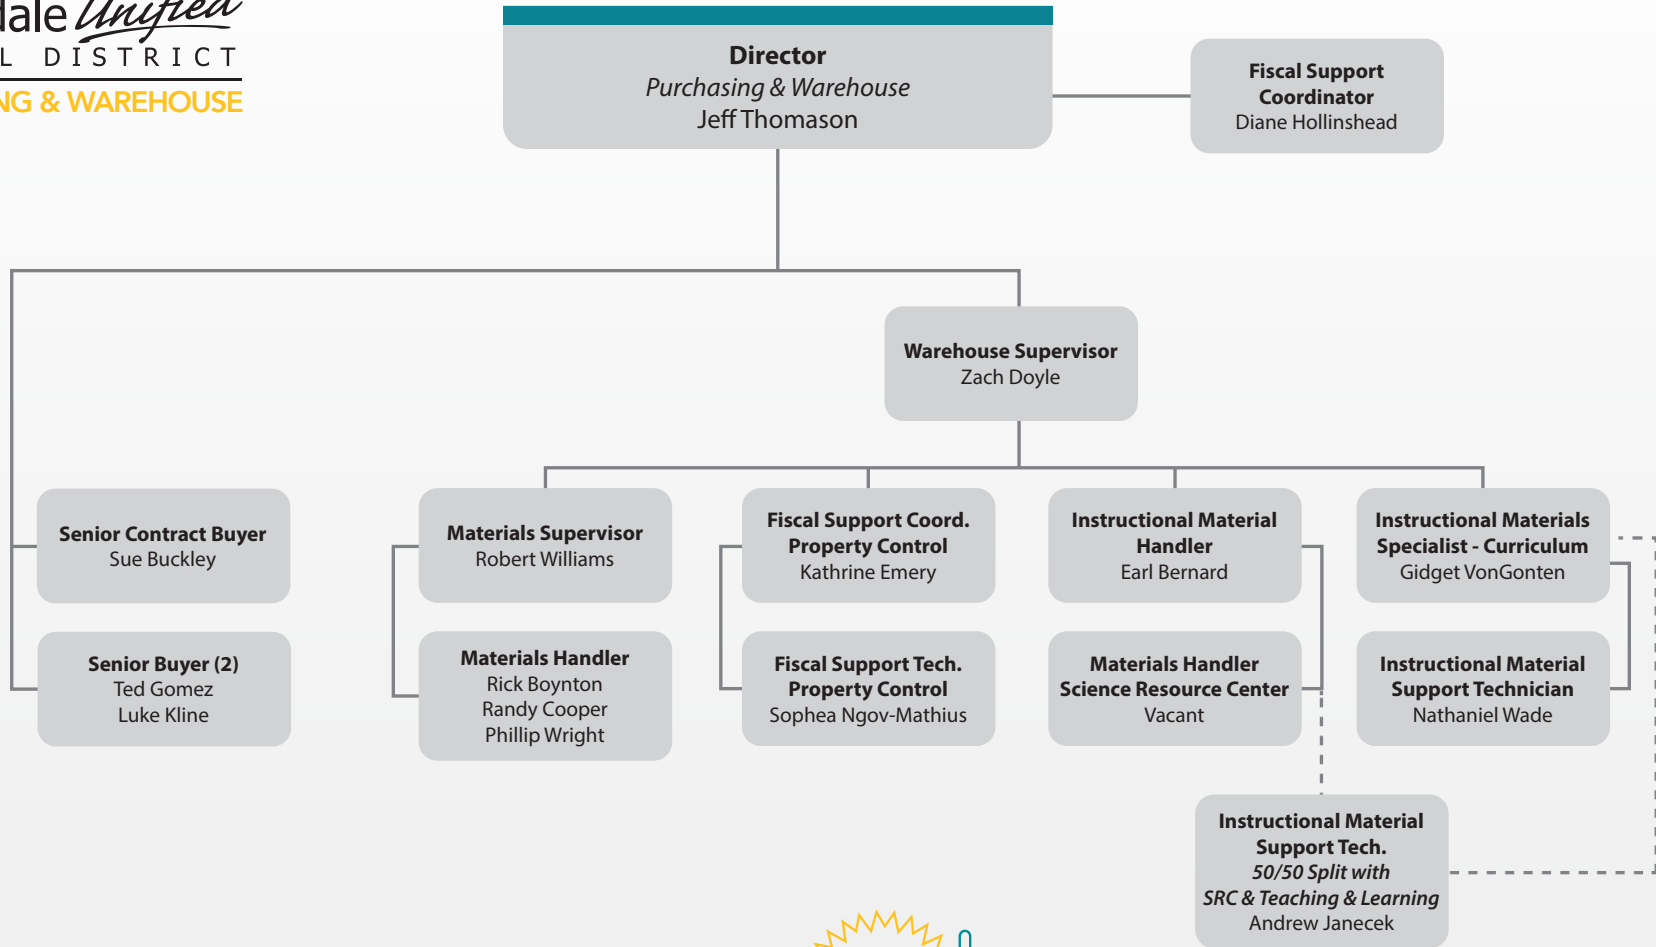 dale Unified
L DISTRICT
NG & WAREHOUSE
Director
Purchasing & Warehouse
Jeff Thomason
Fiscal Support
Coordinator
Diane Hollinshead
Warehouse Supervisor
Zach Doyle
Senior Contract Buyer
Sue Buckley
Materials Supervisor
Robert Williams
Fiscal Support Coord.
Property Control
Kathrine Emery
Instructional Material
Handler
Earl Bernard
Instructional Materials
Specialist - Curriculum
Gidget VonGonten
Senior Buyer (2)
Ted Gomez
Luke Kline
Materials Handler
Rick Boynton
Randy Cooper
Phillip Wright
Fiscal Support Tech.
Property Control
Sophea Ngov-Mathius
Materials Handler
Science Resource Center
Vacant
Instructional Material
Support Technician
Nathaniel Wade
Instructional Material
Support Tech.
50/50 Split with
SRC & Teaching & Learning
Andrew Janecek